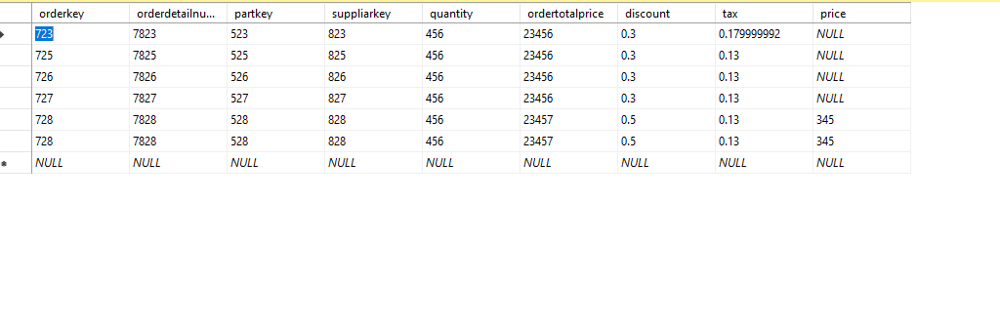 orderkey orderdetailnu... partkey suppliarkey quantity ordertotalprice discount tax price
723 7823 523 823 456 23456 0.3 0.179999992 NULL
725 7825 525 825 456 23456 0.3 0.13 NULL
726 7826 526 826 456 23456 0.3 0.13 NULL
727 7827 527 827 456 23456 0.3 0.13 NULL
728 7828 528 828 456 23457 0.5 0.13 345
728 7828 528 828 456 23457 0.5 0.13 345
NULL NULL NULL NULL NULL NULL NULL NULL NULL